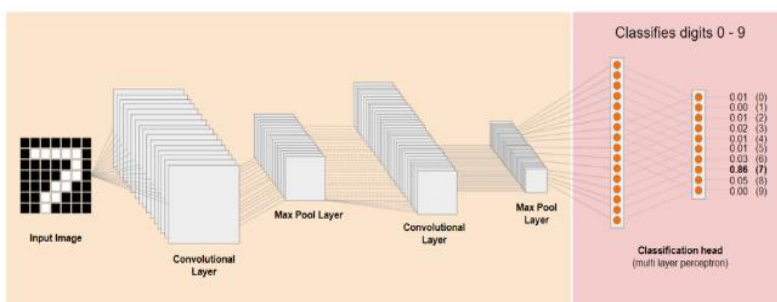 Classifies digits 0 - 9
0.01 (0)
0.00 (1)
0.01 (2)
0.02 (3)
0.01 (4)
0.01 (5)
0.03 (6)
0.86 (7)
0.05 (8)
0.00 (9)
Input Image
Convolutional
Layer
Max Pool Layer
Convolutional
Layer
Max Pool
Layer
Classification head
(multi layer perceptron)